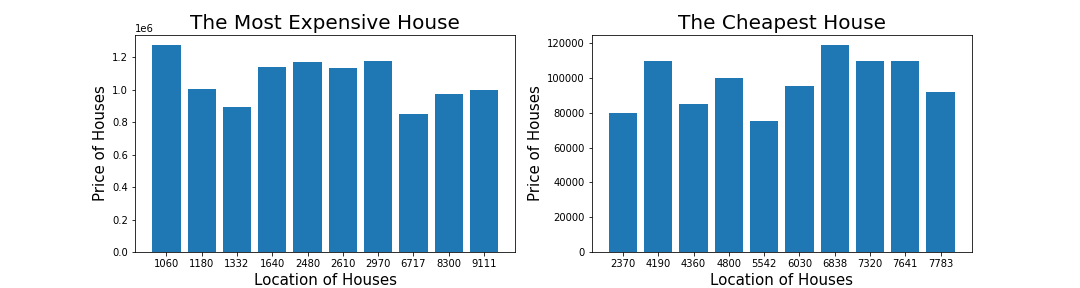 The Most Expensive House
1e6
1.2
1.0
0.8
0.6
0.4
0.2
0.0
Price of Houses
1060 1180 1332 1640 2480 2610 2970 6717 8300 9111
Location of Houses
The Cheapest House
120000
100000
80000
60000
40000
20000
0
Price of Houses
2370 4190 4360 4800 5542 6030 6838 7320 7641 7783
Location of Houses